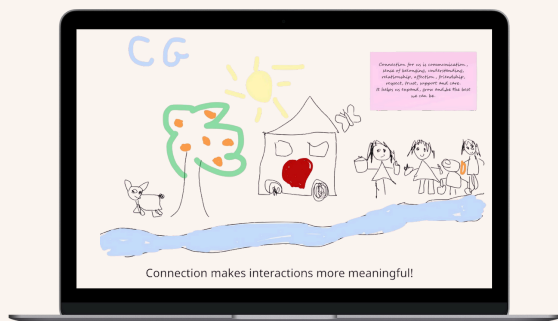 CG
Connection for us is communication,
sense of belonging, understanding,
relationship, affection, friendship,
respect, trust, support and care.
It helps us expand, grow and be the best
we can be.
Connection makes interactions more meaningful!